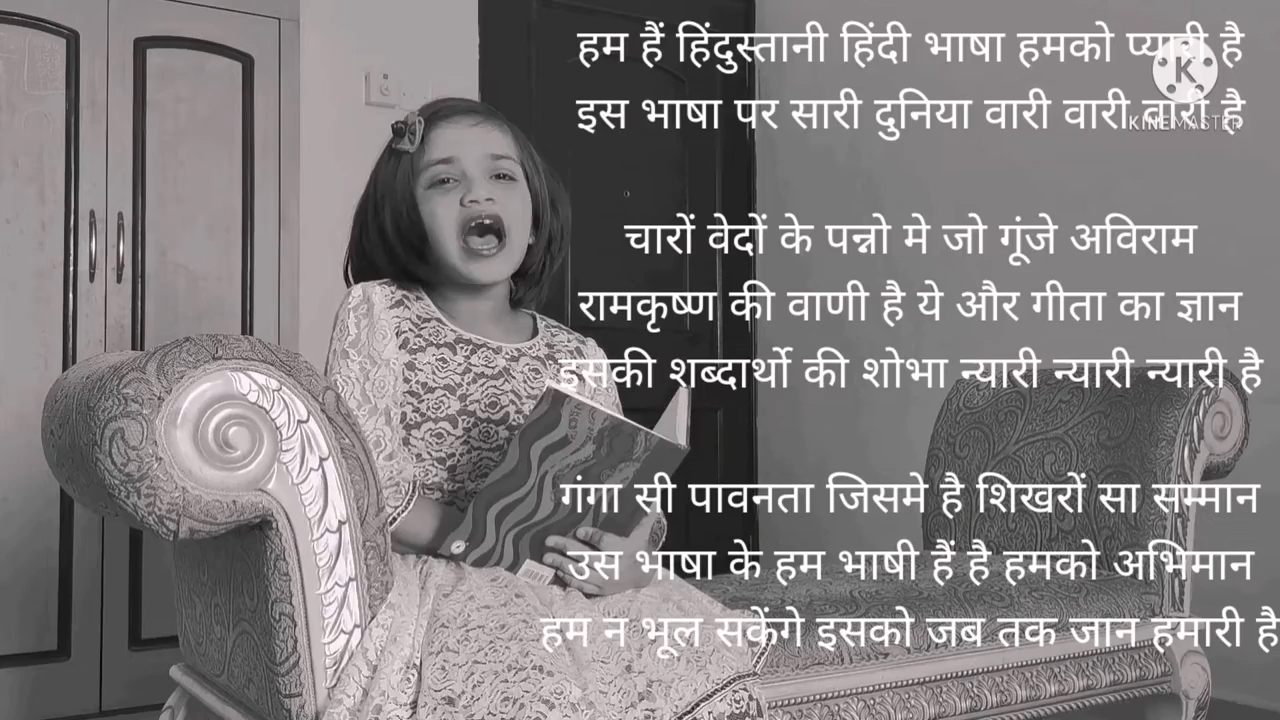 हम हैं हिंदुस्तानी हिंदी भाषा हमको प्यारी है
इस भाषा पर सारी दुनिया वारी वारी वारी है
K
KINEMASTER
चारों वेदों के पन्नो मे जो गूंजे अविराम
रामकृष्ण की वाणी है ये और गीता का ज्ञान
इसकी शब्दार्थो की शोभा न्यारी न्यारी न्यारी है
गंगा सी पावनता जिसमे है शिखरों सा सम्मान
उस भाषा के हम भाषी हैं है हमको अभिमान
हम न भूल सकेंगे इसको जब तक जान हमारी है